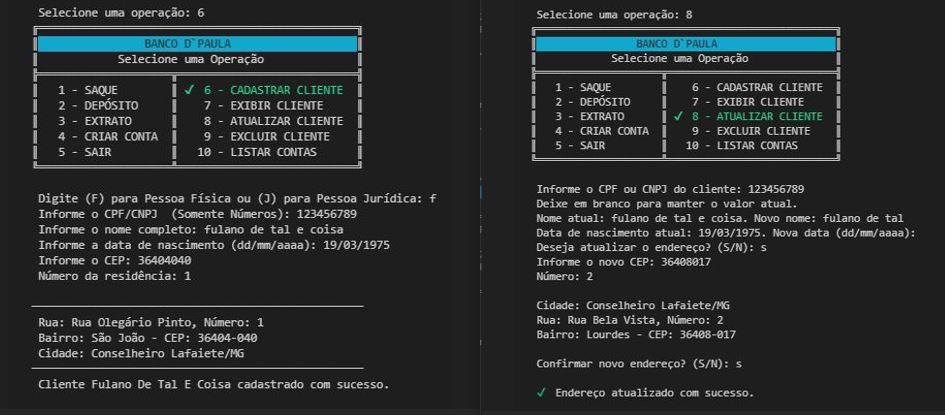 Selecione uma operação: 6
BANCO D`PAULA
Selecione uma Operação
1 - SAQUE ✓ 6 - CADASTRAR CLIENTE
2 - DEPÓSITO 7 - EXIBIR CLIENTE
3 - EXTRATO 8 - ATUALIZAR CLIENTE
4 - CRIAR CONTA 9 - EXCLUIR CLIENTE
5 - SAIR 10 - LISTAR CONTAS
Digite (F) para Pessoa Física ou (J) para Pessoa Jurídica: f
Informe o CPF/CNPJ (Somente Números): 123456789
Informe o nome completo: fulano de tal e coisa
Informe a data de nascimento (dd/mm/aaaa): 19/03/1975
Informe o CEP: 36404040
Número da residência: 1
Rua: Rua Olegário Pinto, Número: 1
Bairro: São João - CEP: 36404-040
Cidade: Conselheiro Lafaiete/MG
Cliente Fulano De Tal E Coisa cadastrado com sucesso.
Selecione uma operação: 8
BANCO D`PAULA
Selecione uma Operação
1 - SAQUE 6 - CADASTRAR CLIENTE
2 - DEPÓSITO 7 - EXIBIR CLIENTE
3 - EXTRATO ✓ 8 - ATUALIZAR CLIENTE
4 - CRIAR CONTA 9 - EXCLUIR CLIENTE
5 - SAIR 10 - LISTAR CONTAS
Informe o CPF ou CNPJ do cliente: 123456789
Deixe em branco para manter o valor atual.
Nome atual: fulano de tal e coisa. Novo nome: fulano de tal
Data de nascimento atual: 19/03/1975. Nova data (dd/mm/aaaa):
Deseja atualizar o endereço? (S/N): s
Informe o novo CEP: 36408017
Número: 2
Cidade: Conselheiro Lafaiete/MG
Rua: Rua Bela Vista, Número: 2
Bairro: Lourdes - CEP: 36408-017
Confirmar novo endereço? (S/N): s
✓ Endereço atualizado com sucesso.